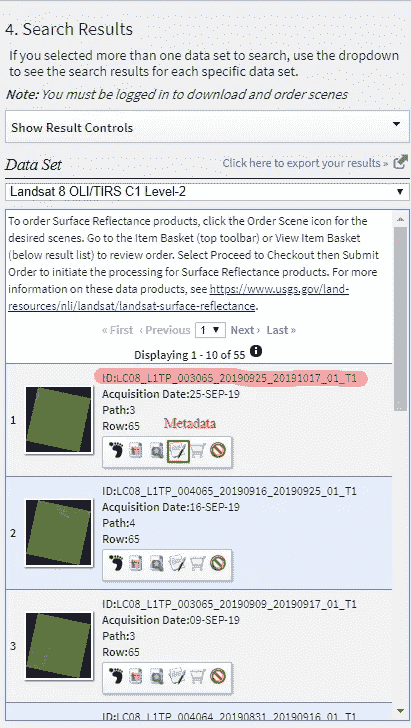 4. Search Results
If you selected more than one data set to search, use the dropdown
to see the search results for each specific data set.
Note: You must be logged in to download and order scenes
Show Result Controls
Data Set
Click here to export your results »
Landsat 8 OLI/TIRS C1 Level-2
To order Surface Reflectance products, click the Order Scene icon for the
desired scenes. Go to the Item Basket (top toolbar) or View Item Basket
(below result list) to review order. Select Proceed to Checkout then Submit
Order to initiate the processing for Surface Reflectance products. For more
information on these data products, see https://www.usgs.gov/land-
resources/nli/landsat/landsat-surface-reflectance.
« First ‹ Previous 1 Next › Last »
Displaying 1 - 10 of 55
1
ID:LC08_L1TP_003065_20190925_20191017_01_T1
Acquisition Date:25-SEP-19
Path:3
Row:65
Metadata
2
ID:LC08_L1TP_004065_20190916_20190925_01_T1
Acquisition Date:16-SEP-19
Path:4
Row:65
3
ID:LC08_L1TP_003065_20190909_20190917_01_T1
Acquisition Date:09-SEP-19
Path:3
Row:65
ID:LC08_L1TP_004064_20190831_20190916_01_T1